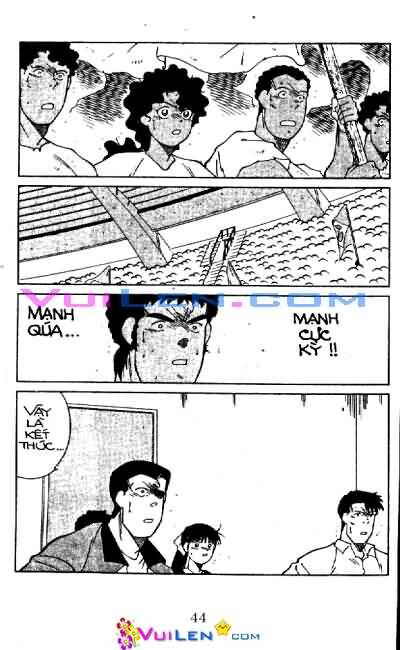 VuiLen.com
MẠNH
QÚA...
MẠNH
CỰC
KỲ !!
VẬY
LÀ
KẾT
THÚC...
44
VuiLen
.com